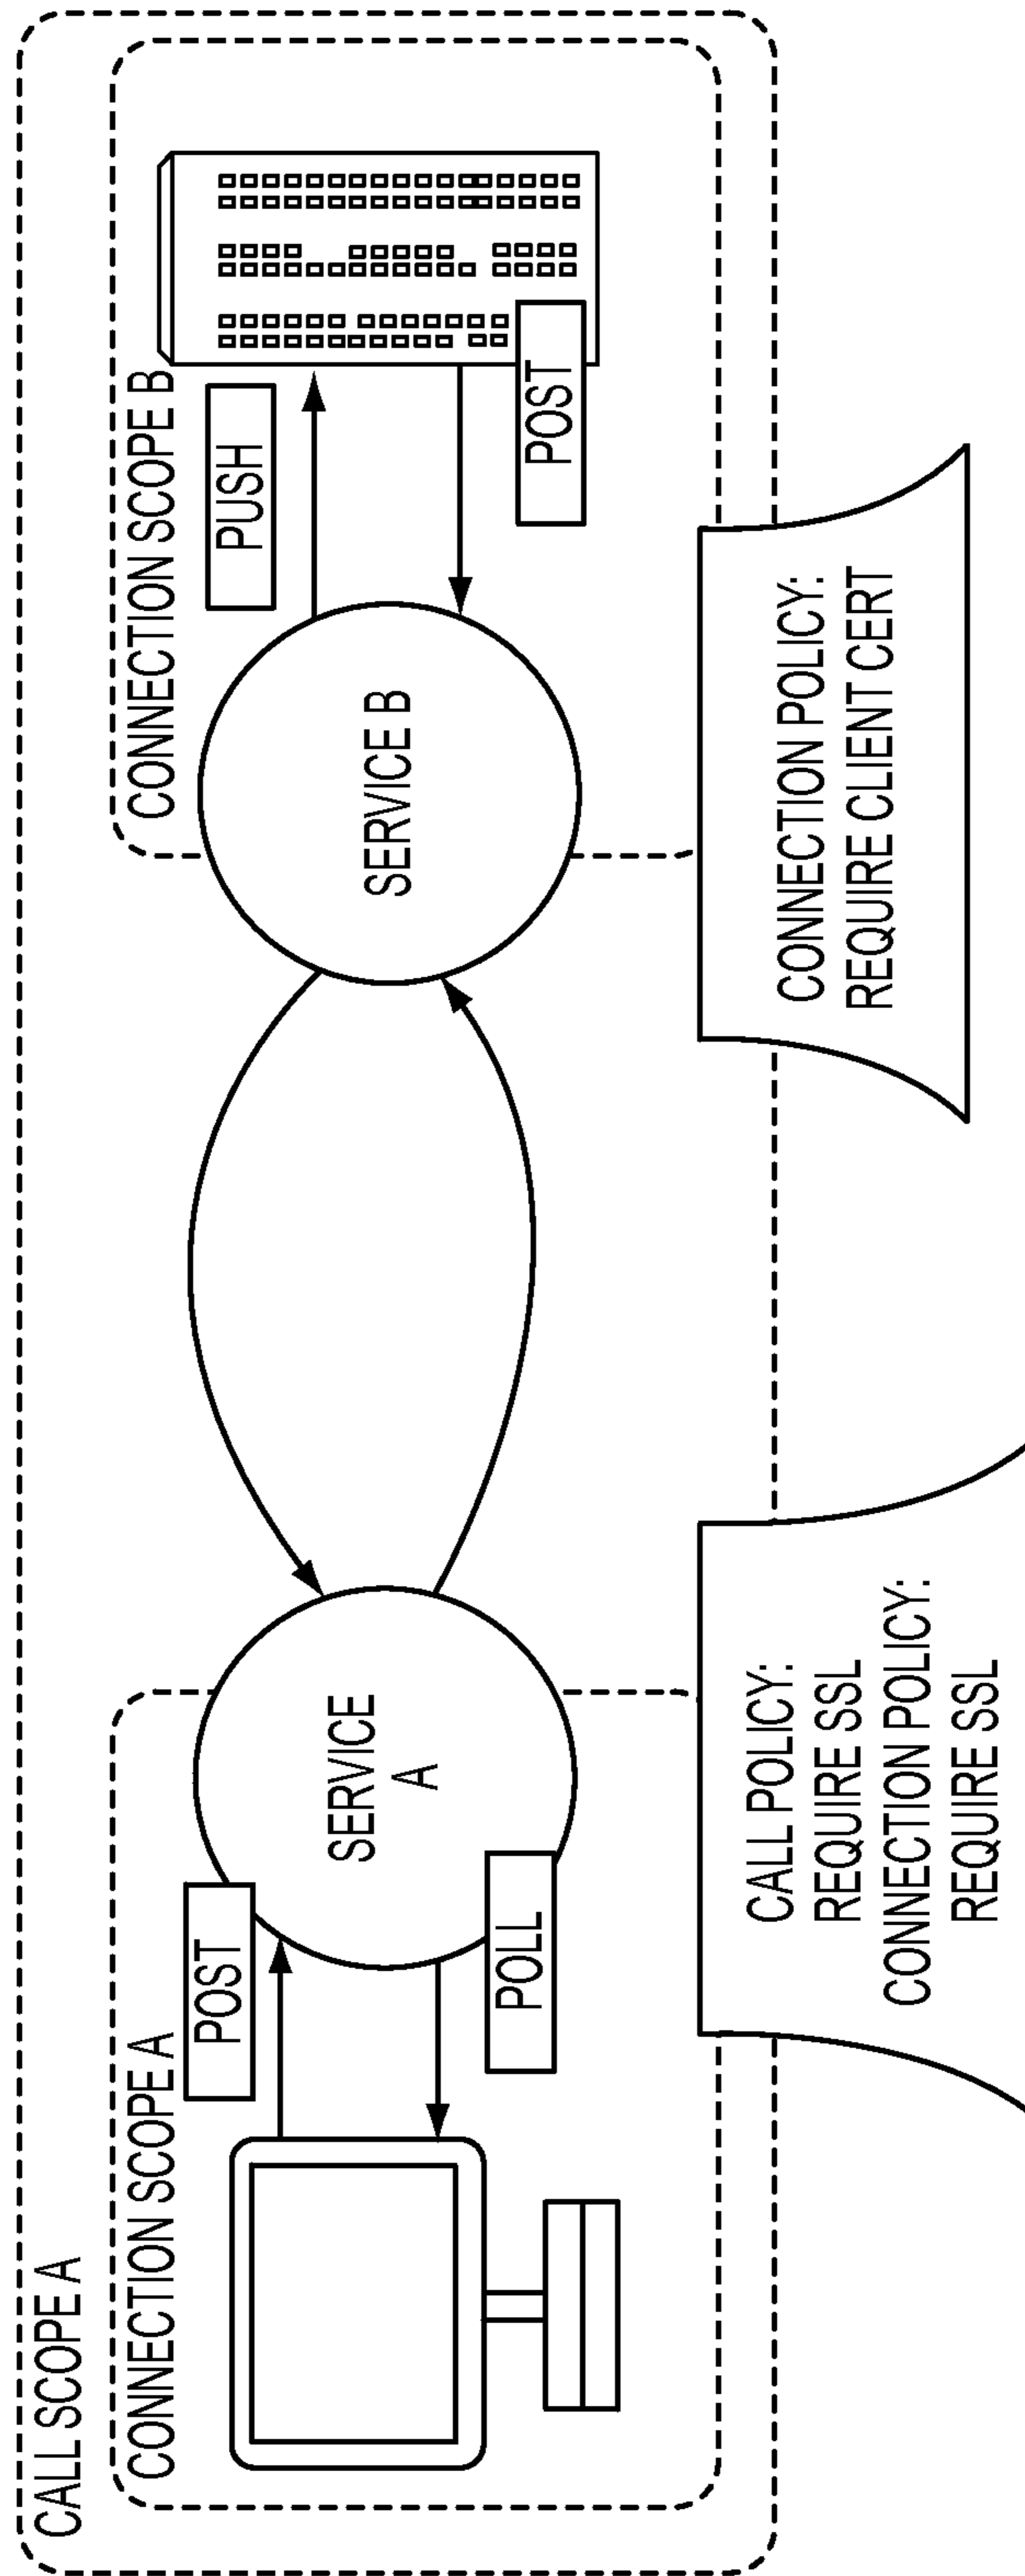 CALL SCOPE A
CONNECTION SCOPE A
POST
SERVICE
A
POLL
CONNECTION SCOPE B
PUSH
SERVICE B
POST
CALL POLICY:
REQUIRE SSL
CONNECTION POLICY:
REQUIRE SSL
CONNECTION POLICY:
REQUIRE CLIENT CERT